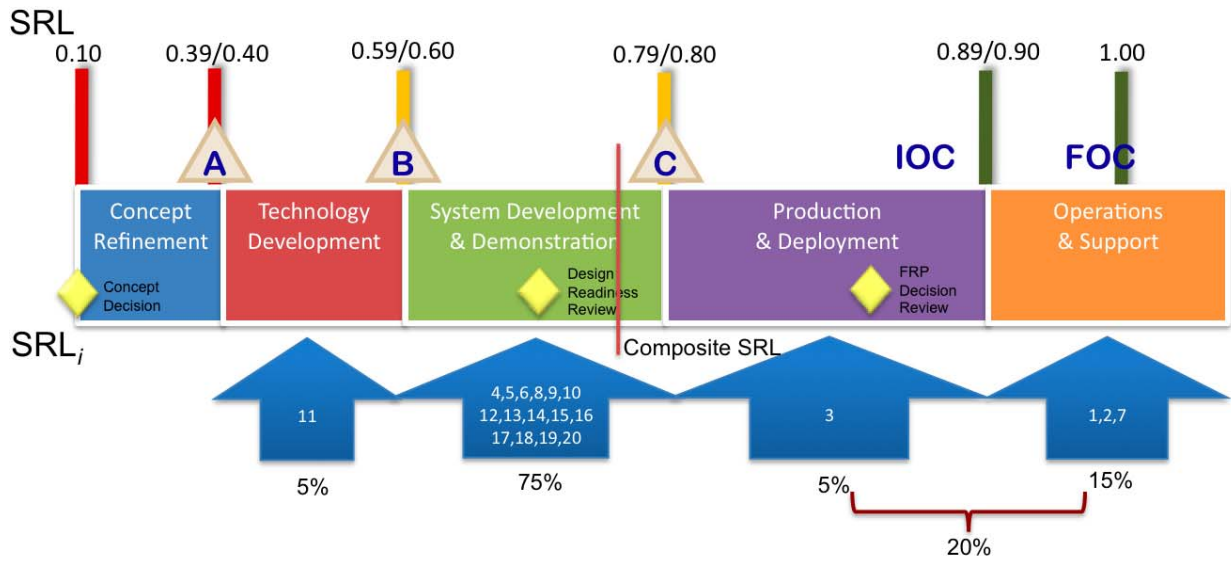 SRL
0.10
0.39/0.40
0.59/0.60
0.79/0.80
0.89/0.90
1.00
A
B
C
IOC
FOC
Concept
Refinement
Technology
Development
System Development
& Demonstration
Production
& Deployment
Operations
& Support
Concept
Decision
Design
Readiness
Review
FRP
Decision
Review
SRLi
Composite SRL
11
4,5,6,8,9,10
12,13,14,15,16
17,18,19,20
3
1,2,7
5%
75%
5%
15%
20%